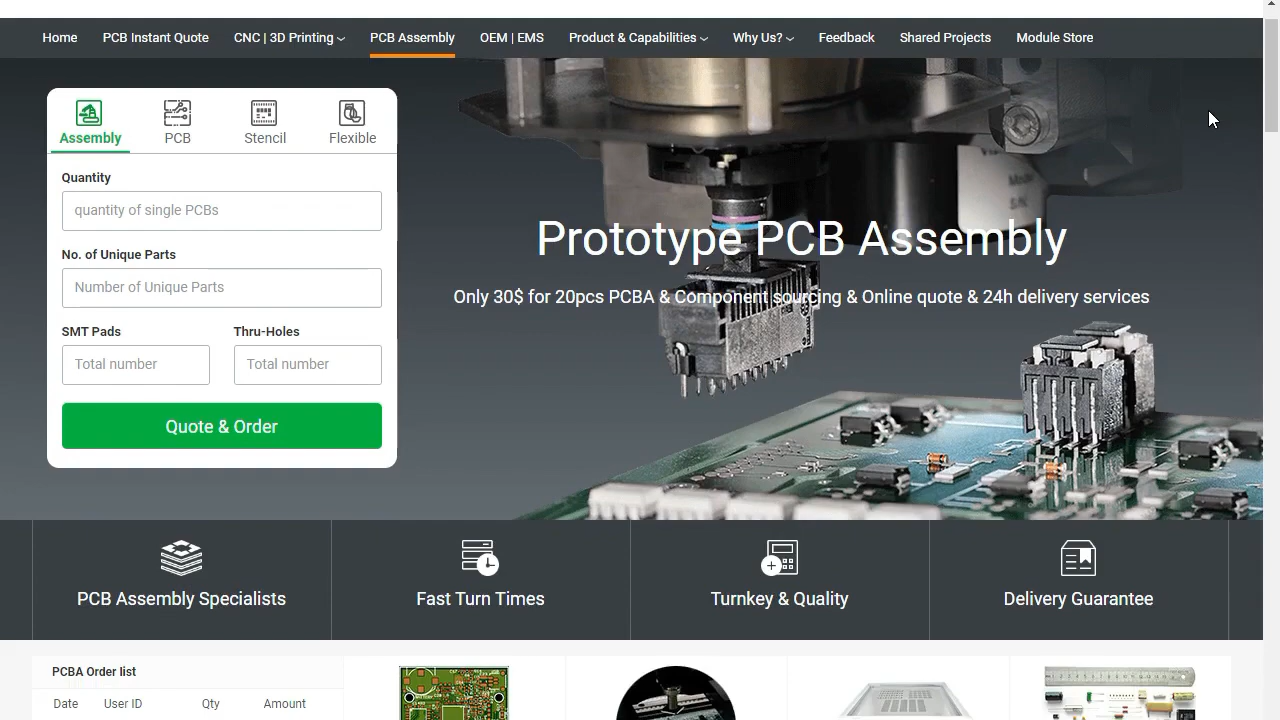 Home PCB Instant Quote CNC | 3D Printing PCB Assembly OEM | EMS Product & Capabilities Why Us? Feedback Shared Projects Module Store
Assembly PCB Stencil Flexible
Quantity
quantity of single PCBs
No. of Unique Parts
Number of Unique Parts
SMT Pads Thru-Holes
Total number Total number
Quote & Order
Prototype PCB Assembly
Only 30$ for 20pcs PCBA & Component sourcing & Online quote & 24h delivery services
PCB Assembly Specialists Fast Turn Times Turnkey & Quality Delivery Guarantee
PCBA Order list
Date User ID Qty Amount